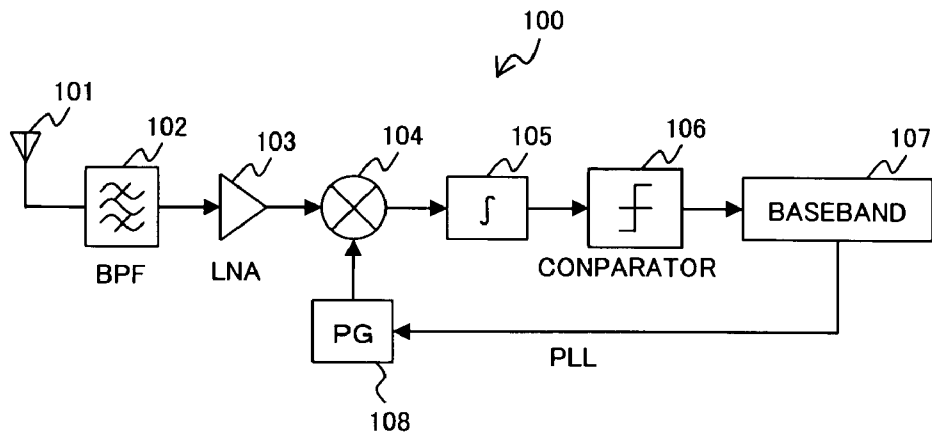 100
101
102
103
104
105
106
107
∫
BASEBAND
BPF
LNA
CONPARATOR
PG
PLL
108